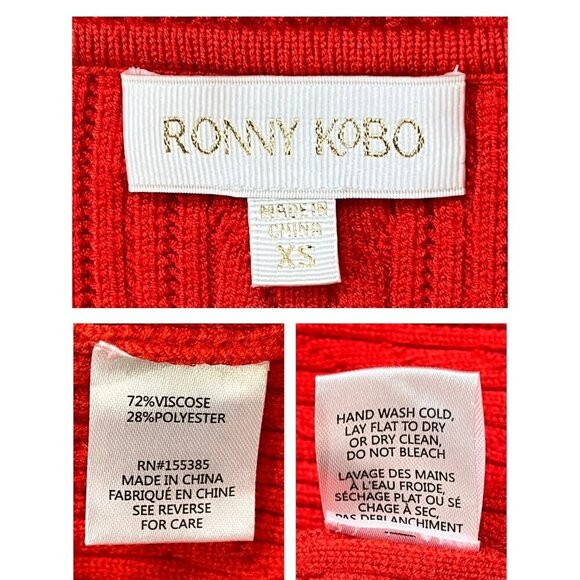 RONNY KOBO
MADE IN
CHINA
XS
72%VISCOSE
28%POLYESTER
RN#155385
MADE IN CHINA
FABRIQUÉ EN CHINE
SEE REVERSE
FOR CARE
HAND WASH COLD,
LAY FLAT TO DRY
OR DRY CLEAN,
DO NOT BLEACH
LAVAGE DES MAINS
À L'EAU FROIDE,
SÉCHAGE PLAT OU SÉ
CHAGE À SEC,
PAS DEBLANCHIMENT